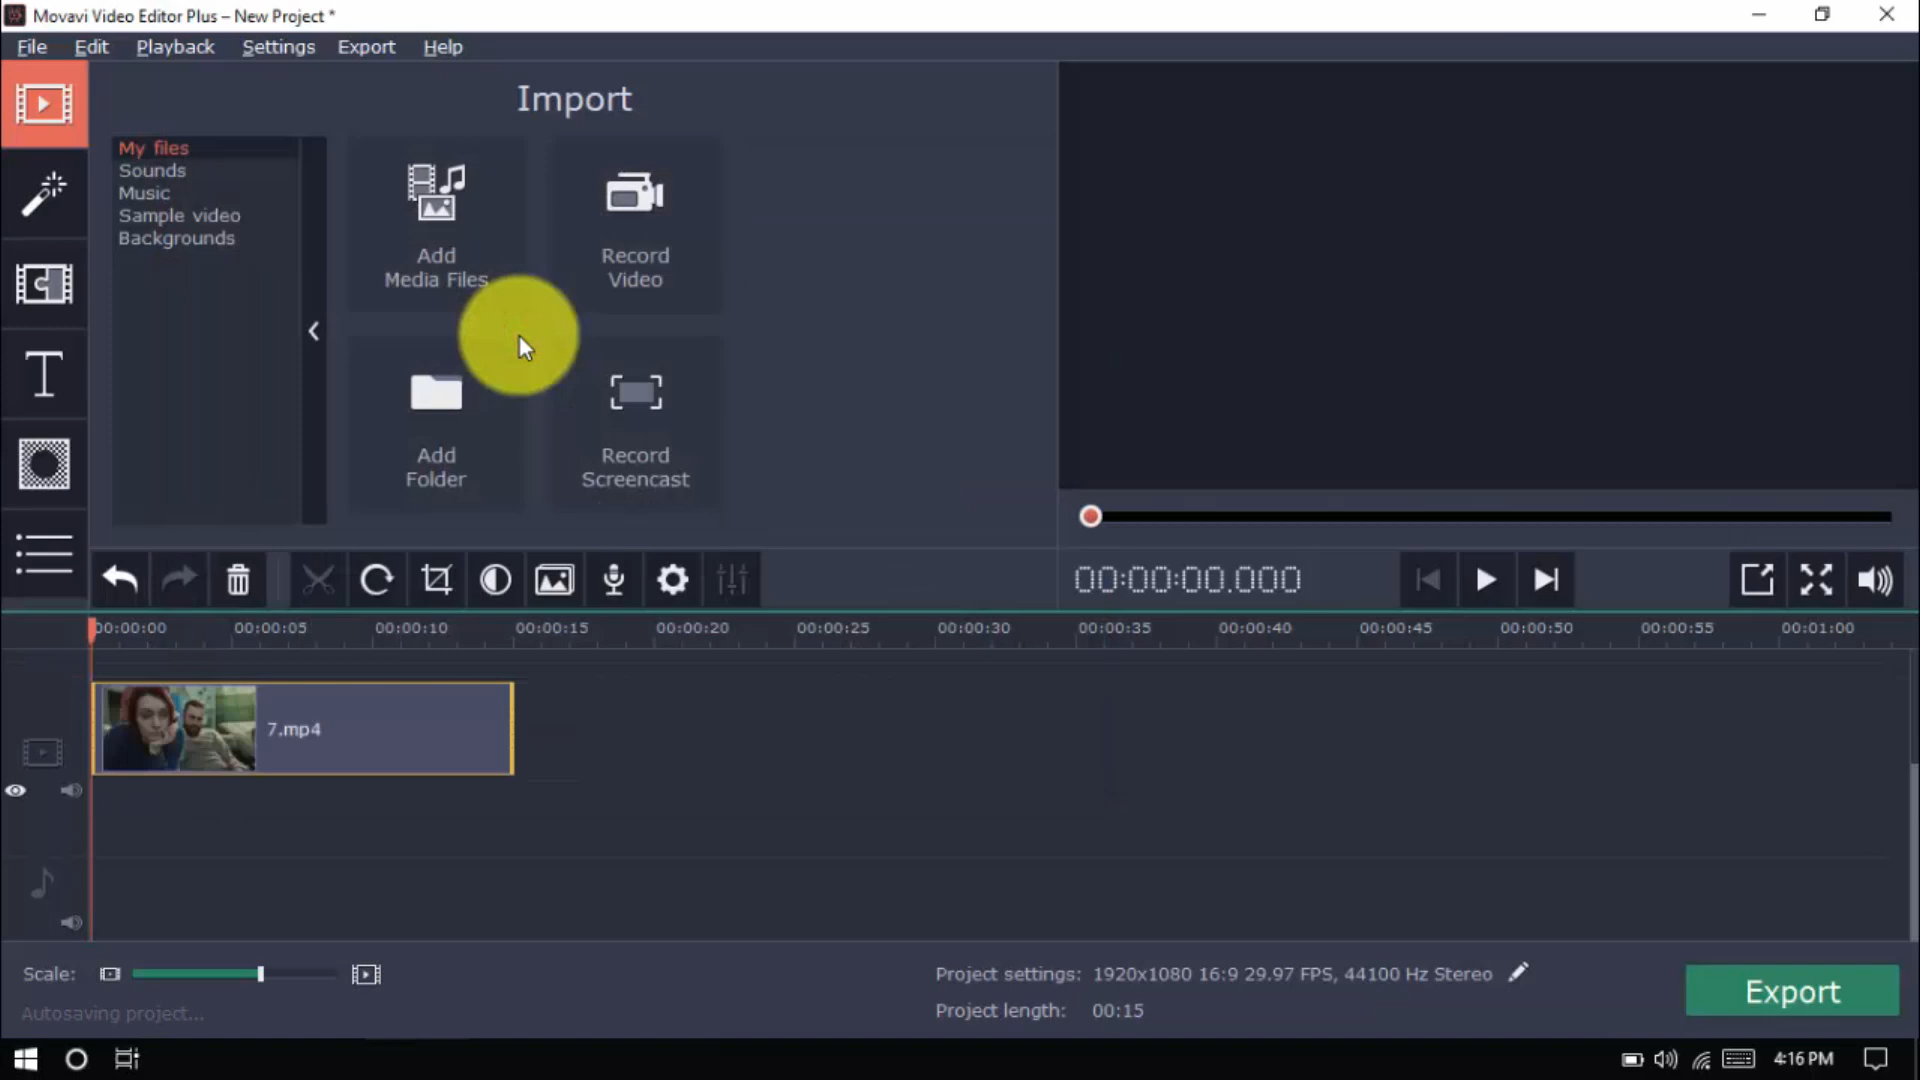 Movavi Video Editor Plus – New Project *
File Edit Playback Settings Export Help
Import
My files
Sounds
Music
Sample video
Backgrounds
Add
Media Files
Record
Video
Add
Folder
Record
Screencast
00:00:00.000
00:00:00 00:00:05 00:00:10 00:00:15 00:00:20 00:00:25 00:00:30 00:00:35 00:00:40 00:00:45 00:00:50 00:00:55 00:01:00
7.mp4
Scale:
Project settings: 1920x1080 16:9 29.97 FPS, 44100 Hz Stereo
Export
Autosaving project...
Project length: 00:15
4:16 PM